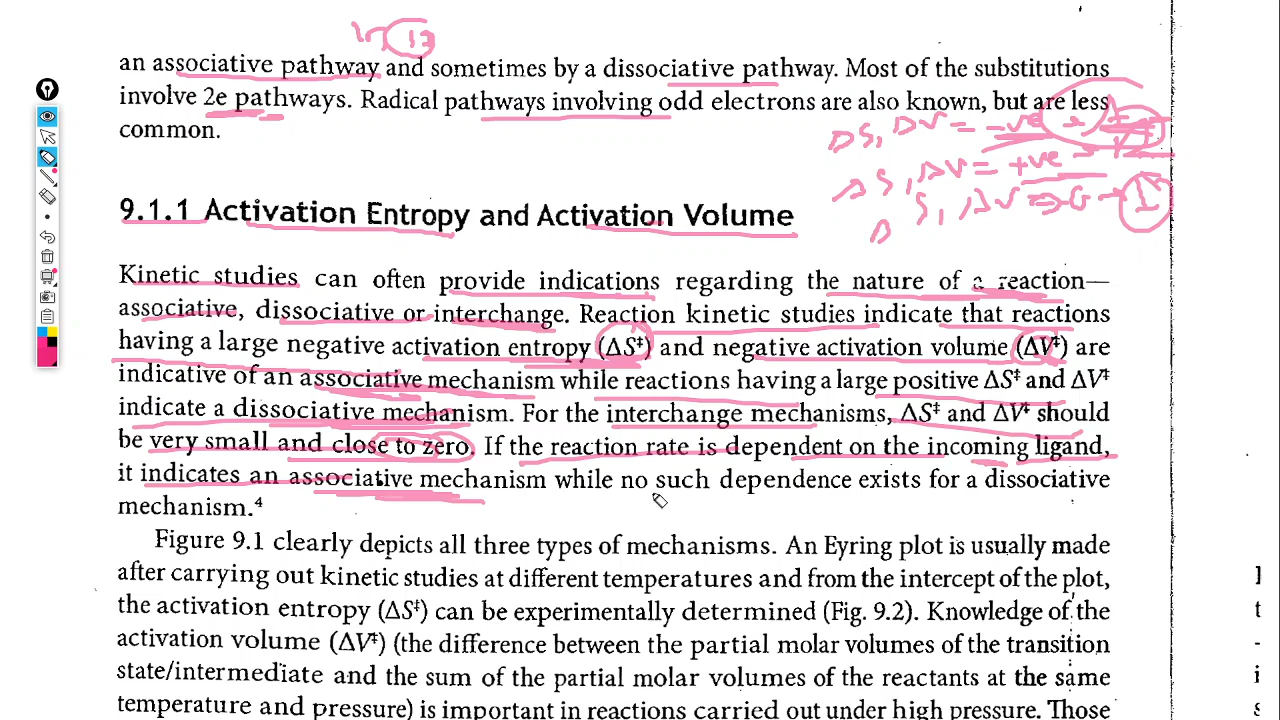 an associative pathway and sometimes by a dissociative pathway. Most of the substitutions
involve 2e pathways. Radical pathways involving odd electrons are also known, but are less
common.
ΔS, ΔV = -ve
ΔS, ΔV = +ve
9.1.1 Activation Entropy and Activation Volume
Kinetic studies can often provide indications regarding the nature of a reaction—
associative, dissociative or interchange. Reaction kinetic studies indicate that reactions
having a large negative activation entropy (ΔS‡) and negative activation volume (ΔV‡) are
indicative of an associative mechanism while reactions having a large positive ΔS‡ and ΔV‡
indicate a dissociative mechanism. For the interchange mechanisms, ΔS‡ and ΔV‡ should
be very small and close to zero. If the reaction rate is dependent on the incoming ligand,
it indicates an associative mechanism while no such dependence exists for a dissociative
mechanism.⁴
Figure 9.1 clearly depicts all three types of mechanisms. An Eyring plot is usually made
after carrying out kinetic studies at different temperatures and from the intercept of the plot,
the activation entropy (ΔS‡) can be experimentally determined (Fig. 9.2). Knowledge of the
activation volume (ΔV‡) (the difference between the partial molar volumes of the transition
state/intermediate and the sum of the partial molar volumes of the reactants at the same
temperature and pressure) is important in reactions carried out under high pressure. Those